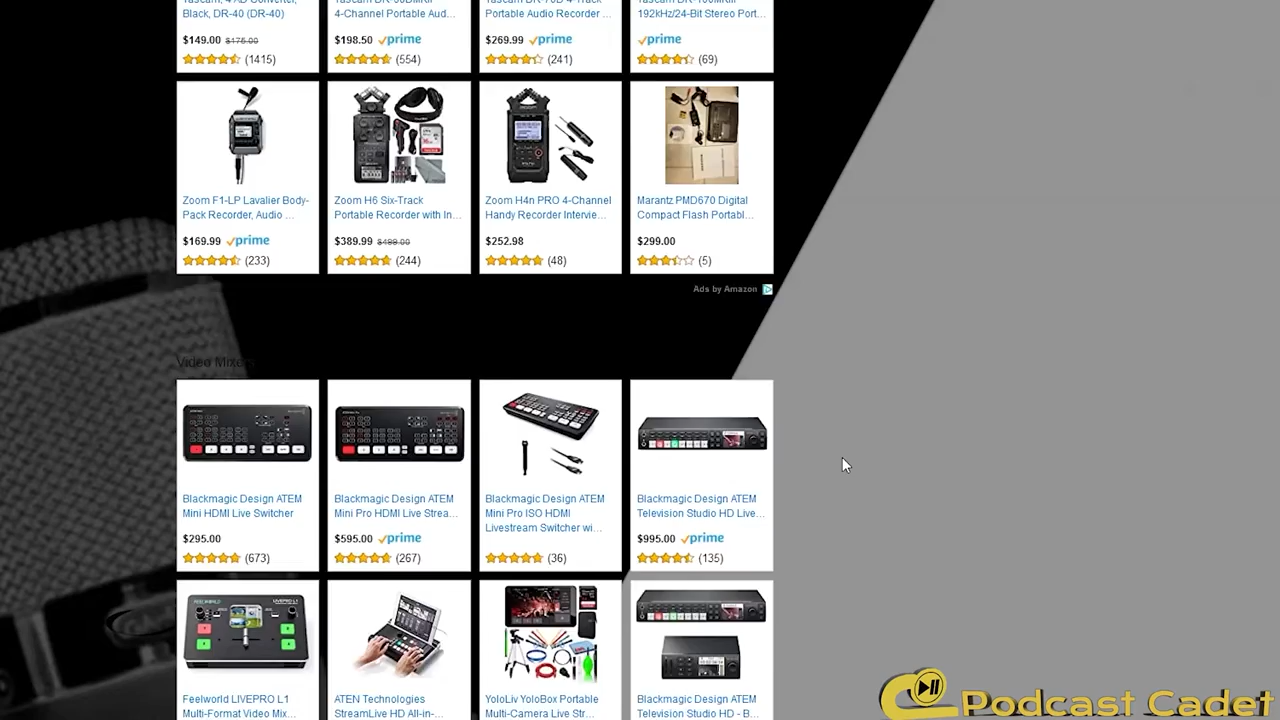 Tascam, 4 AD Converter,
Black, DR-40 (DR-40)
4-Channel Portable Aud...
Portable Audio Recorder ...
192kHz/24-Bit Stereo Port...
$149.00 $175.00
$198.50 prime
$269.99 prime
prime
(1415)
(554)
(241)
(69)
Zoom F1-LP Lavalier Body-
Pack Recorder, Audio ...
Zoom H6 Six-Track
Portable Recorder with In...
Zoom H4n PRO 4-Channel
Handy Recorder Intervie...
Marantz PMD670 Digital
Compact Flash Portabl...
$169.99 prime
$389.99 $499.00
$252.98
$299.00
(233)
(244)
(48)
(5)
Ads by Amazon
Video Mixers
Blackmagic Design ATEM
Mini HDMI Live Switcher
Blackmagic Design ATEM
Mini Pro HDMI Live Strea...
Blackmagic Design ATEM
Mini Pro ISO HDMI
Livestream Switcher wi...
Blackmagic Design ATEM
Television Studio HD Live...
$295.00
$595.00 prime
$995.00 prime
(673)
(267)
(36)
(135)
Feelworld LIVEPRO L1
Multi-Format Video Mix...
ATEN Technologies
StreamLive HD All-in-...
YoloLiv YoloBox Portable
Multi-Camera Live Str...
Blackmagic Design ATEM
Television Studio HD - B...
Podcast Cadet